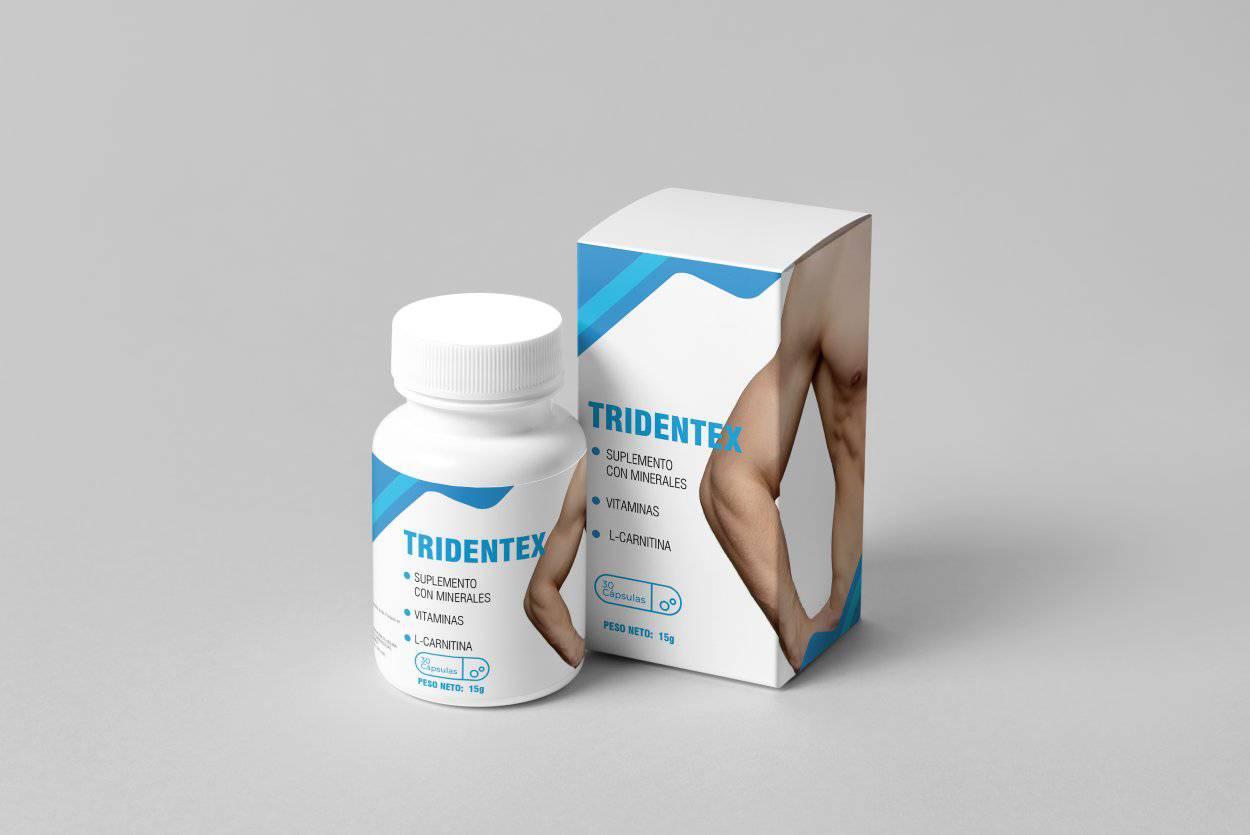 TRIDENTEX
SUPLEMENTO
CON MINERALES
VITAMINAS
L-CARNITINA
30
Cápsulas
PESO NETO: 15g
TRIDENTEX
SUPLEMENTO
CON MINERALES
VITAMINAS
L-CARNITINA
30
Cápsulas
PESO NETO: 15g